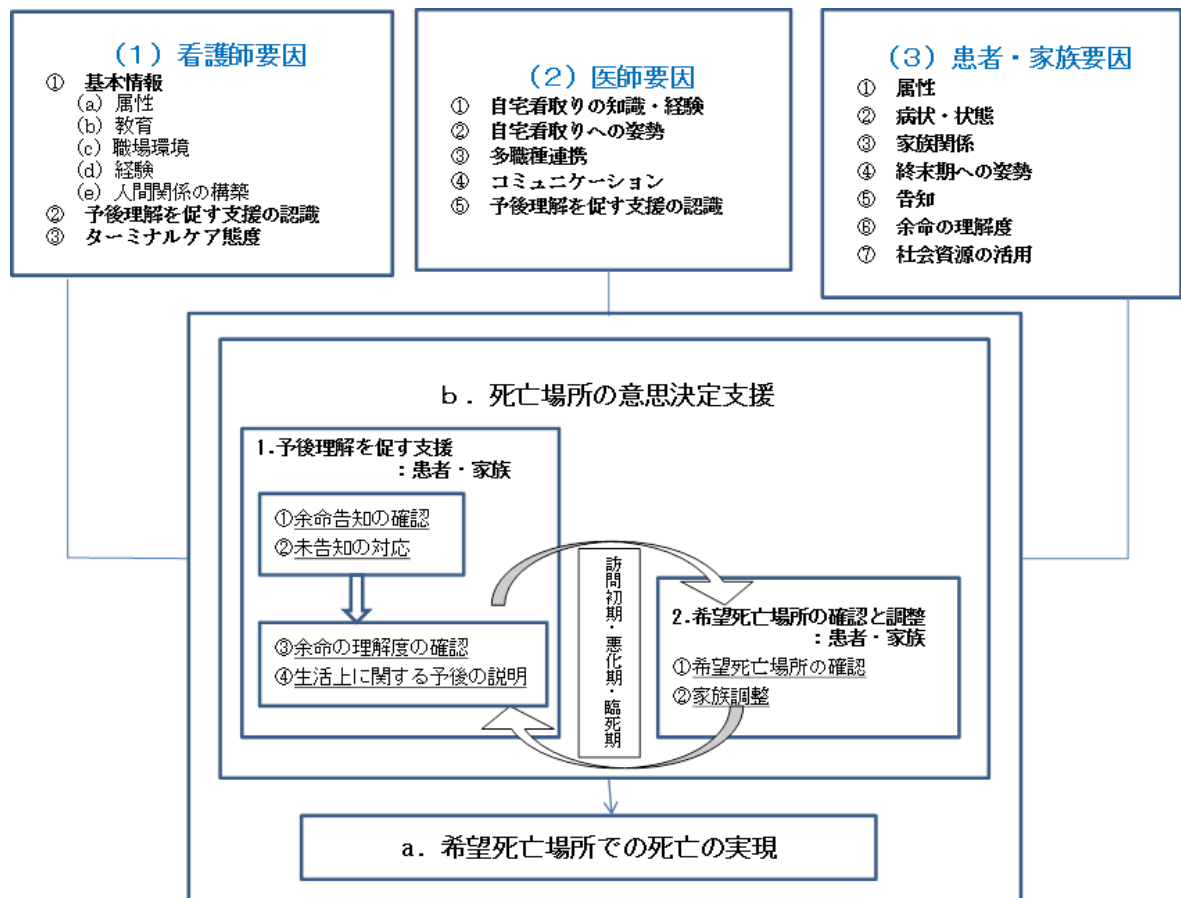 (1)看護師要因
① 基本情報
(a) 属性
(b) 教育
(c) 職場環境
(d) 経験
(e) 人間関係の構築
② 予後理解を促す支援の認識
③ ターミナルケア態度
(2)医師要因
① 自宅看取りの知識・経験
② 自宅看取りへの姿勢
③ 多職種連携
④ コミュニケーション
⑤ 予後理解を促す支援の認識
(3)患者・家族要因
① 属性
② 病状・状態
③ 家族関係
④ 終末期への姿勢
⑤ 告知
⑥ 余命の理解度
⑦ 社会資源の活用
b.死亡場所の意思決定支援
1.予後理解を促す支援
:患者・家族
①余命告知の確認
②未告知の対応
③余命の理解度の確認
④生活上に関する予後の説明
訪問初期・悪化期・臨死期
2.希望死亡場所の確認と調整
:患者・家族
①希望死亡場所の確認
②家族調整
a.希望死亡場所での死亡の実現